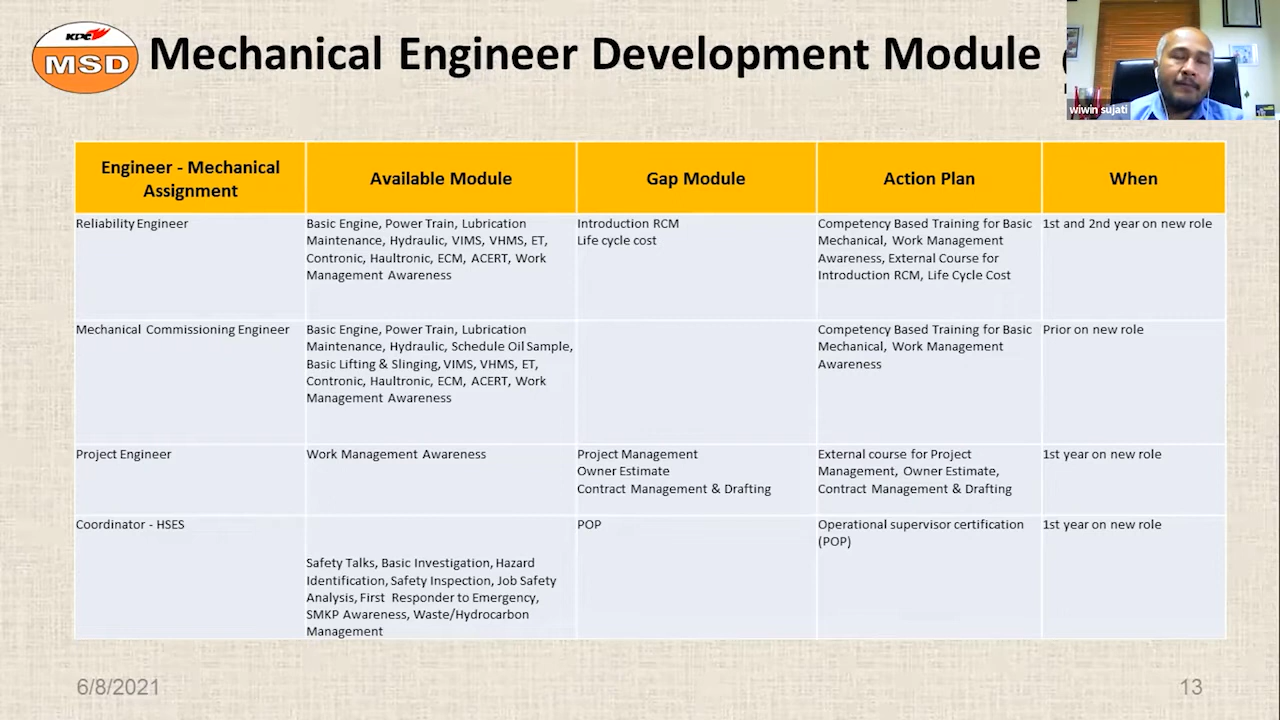 KPC
MSD
Mechanical Engineer Development Module (
wiwin sujati
Engineer - Mechanical
Assignment
Available Module
Gap Module
Action Plan
When
Reliability Engineer
Basic Engine, Power Train, Lubrication
Maintenance, Hydraulic, VIMS, VHMS, ET,
Contronic, Haultronic, ECM, ACERT, Work
Management Awareness
Introduction RCM
Life cycle cost
Competency Based Training for Basic
Mechanical, Work Management
Awareness, External Course for
Introduction RCM, Life Cycle Cost
1st and 2nd year on new role
Mechanical Commissioning Engineer
Basic Engine, Power Train, Lubrication
Maintenance, Hydraulic, Schedule Oil Sample,
Basic Lifting & Slinging, VIMS, VHMS, ET,
Contronic, Haultronic, ECM, ACERT, Work
Management Awareness
Competency Based Training for Basic
Mechanical, Work Management
Awareness
Prior on new role
Project Engineer
Work Management Awareness
Project Management
Owner Estimate
Contract Management & Drafting
External course for Project
Management, Owner Estimate,
Contract Management & Drafting
1st year on new role
Coordinator - HSES
Safety Talks, Basic Investigation, Hazard
Identification, Safety Inspection, Job Safety
Analysis, First Responder to Emergency,
SMKP Awareness, Waste/Hydrocarbon
Management
POP
Operational supervisor certification
(POP)
1st year on new role
6/8/2021
13